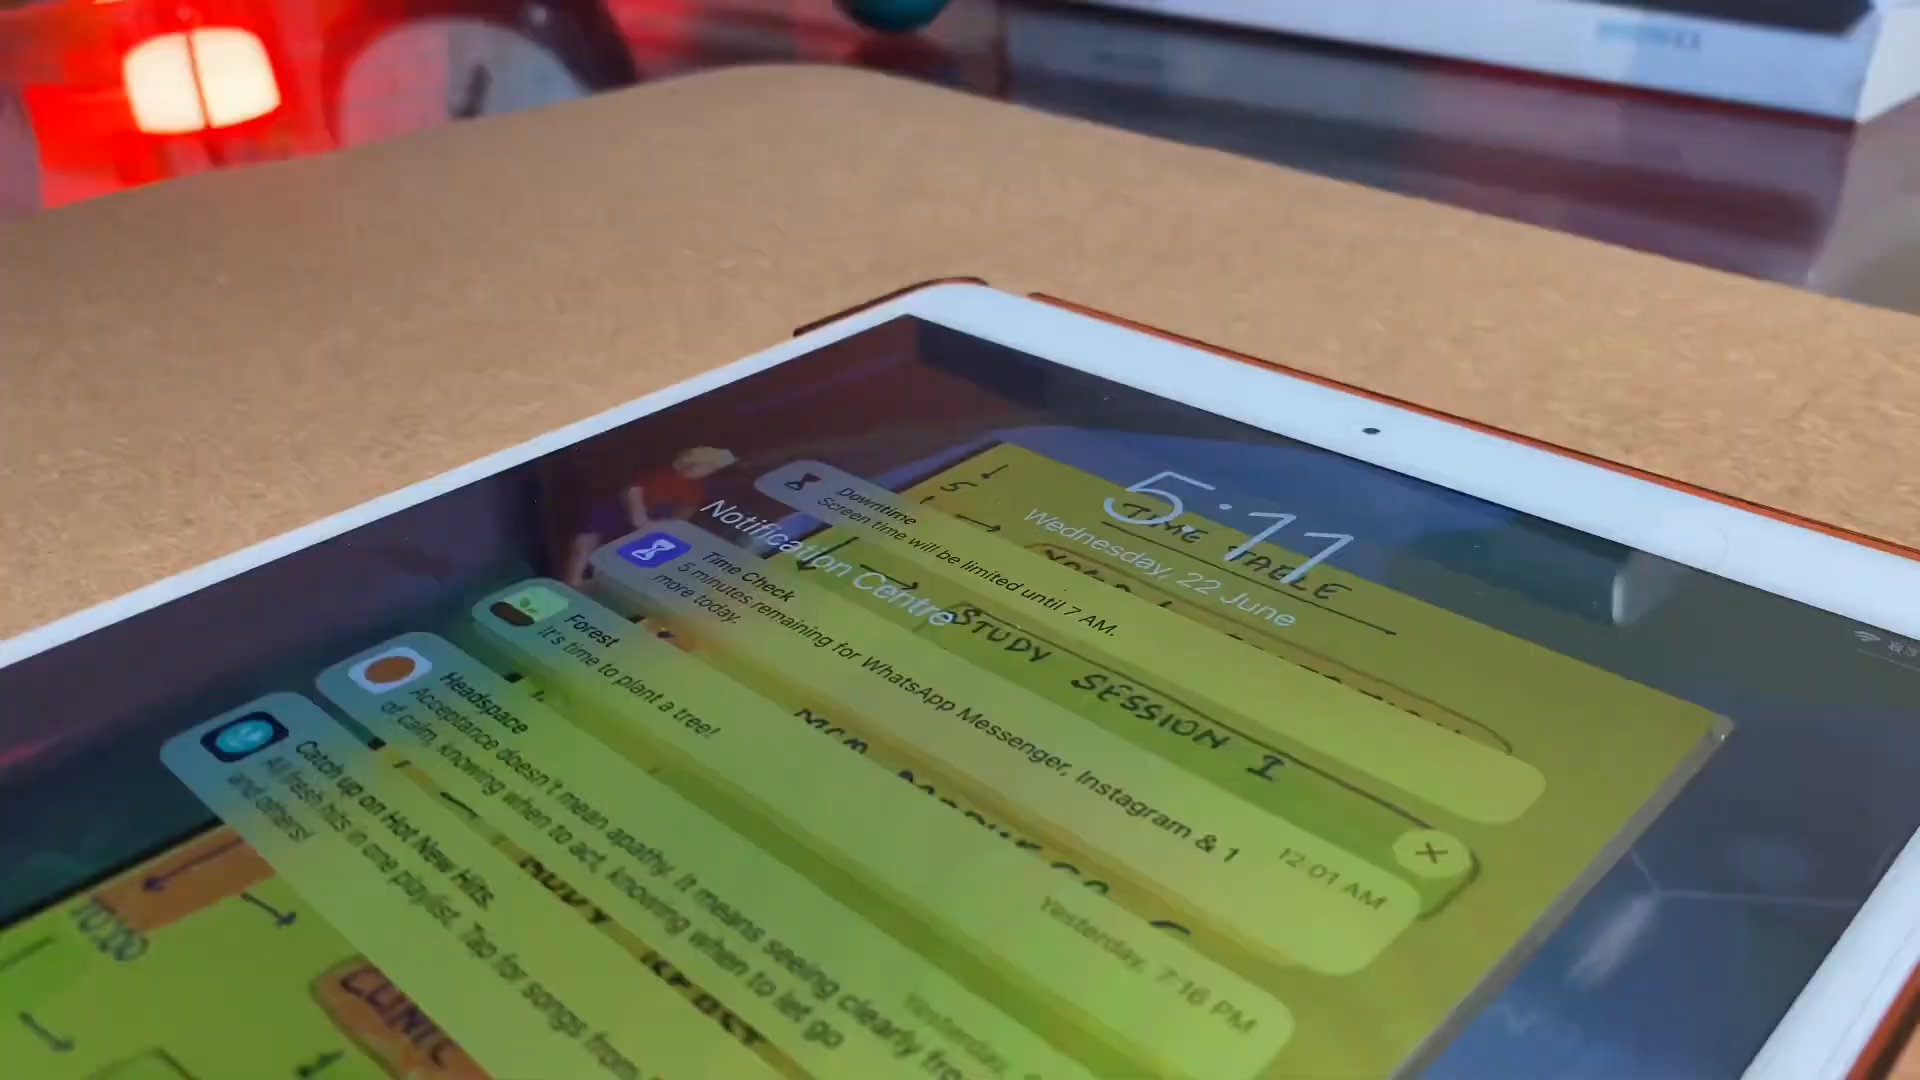 5:11
Wednesday, 22 June
TIME TABLE
Downtime
Screen time will be limited until 7 AM.
Notification Centre
STUDY SESSION I
Time Check
5 minutes remaining for WhatsApp Messenger, Instagram & 1
more today.
12:01 AM
Forest
It's time to plant a tree!
Yesterday, 7:16 PM
Headspace
Acceptance doesn't mean apathy. It means seeing clearly
of calm, knowing when to act, knowing when to let go
Yesterday,
Catch up on Hot New Hits.
All fresh hits in one playlist. Tap for songs from
and others!
CLINIC